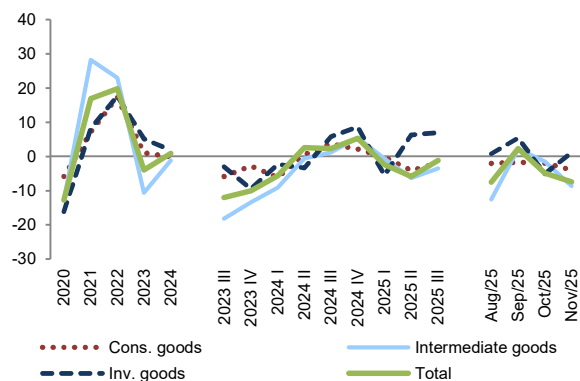 40
30
20
10
0
-10
-20
-30
2020
2021
2022
2023
2024
2023 III
2023 IV
2024 I
2024 II
2024 III
2024 IV
2025 I
2025 II
2025 III
Aug/25
Sep/25
Oct/25
Nov/25
Cons. goods
Intermediate goods
Inv. goods
Total